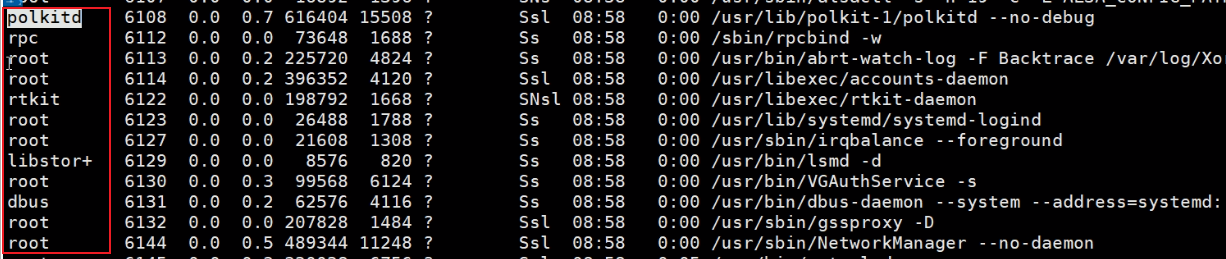 polkitd 6108 0.0 0.7 616404 15508 ? Ssl 08:58 0:00 /usr/lib/polkit-1/polkitd --no-debug
rpc 6112 0.0 0.0 73648 1688 ? Ss 08:58 0:00 /sbin/rpcbind -w
root 6113 0.0 0.2 225720 4824 ? Ss 08:58 0:00 /usr/bin/abrt-watch-log -F Backtrace /var/log/Xor
root 6114 0.0 0.2 396352 4120 ? Ssl 08:58 0:00 /usr/libexec/accounts-daemon
rtkit 6122 0.0 0.0 198792 1668 ? SNsl 08:58 0:00 /usr/libexec/rtkit-daemon
root 6123 0.0 0.0 26488 1788 ? Ss 08:58 0:00 /usr/lib/systemd/systemd-logind
root 6127 0.0 0.0 21608 1308 ? Ss 08:58 0:00 /usr/sbin/irqbalance --foreground
libstor+ 6129 0.0 0.0 8576 820 ? Ss 08:58 0:00 /usr/bin/lsmd -d
root 6130 0.0 0.3 99568 6124 ? Ss 08:58 0:00 /usr/bin/VGAuthService -s
dbus 6131 0.0 0.2 62576 4116 ? Ss 08:58 0:00 /usr/bin/dbus-daemon --system --address=systemd:
root 6132 0.0 0.0 207828 1484 ? Ssl 08:58 0:00 /usr/sbin/gssproxy -D
root 6144 0.0 0.5 489344 11248 ? Ssl 08:58 0:00 /usr/sbin/NetworkManager --no-daemon